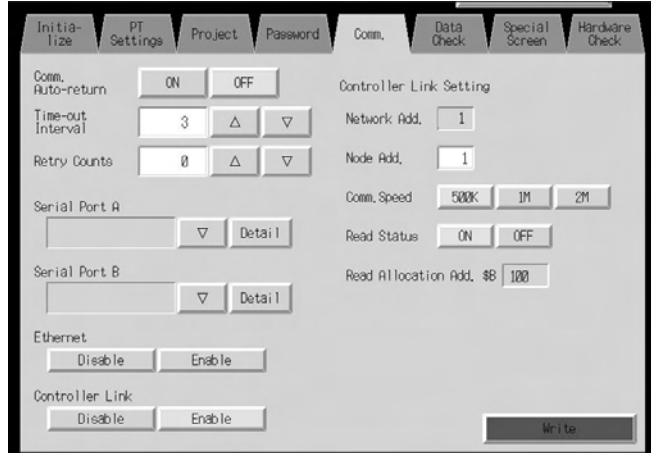 Initia-
lize
PT
Settings
Project
Password
Comm.
Data
Check
Special
Screen
Hardware
Check
Comm.
Auto-return
ON
OFF
Time-out
Interval
3
△
▽
Retry Counts
0
△
▽
Serial Port A
▽
Detail
Serial Port B
▽
Detail
Ethernet
Disable
Enable
Controller Link
Disable
Enable
Controller Link Setting
Network Add.
1
Node Add.
1
Comm. Speed
500K
1M
2M
Read Status
ON
OFF
Read Allocation Add. $B
100
Write